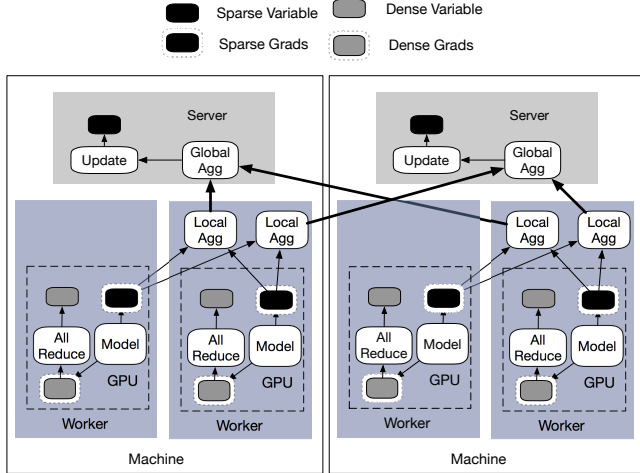 Sparse Variable
Dense Variable
Sparse Grads
Dense Grads
Server
Server
Update
Global
Agg
Update
Global
Agg
Local
Agg
Local
Agg
Local
Agg
Local
Agg
All
Reduce
Model
GPU
All
Reduce
Model
GPU
All
Reduce
Model
GPU
All
Reduce
Model
GPU
Worker
Worker
Worker
Worker
Machine
Machine